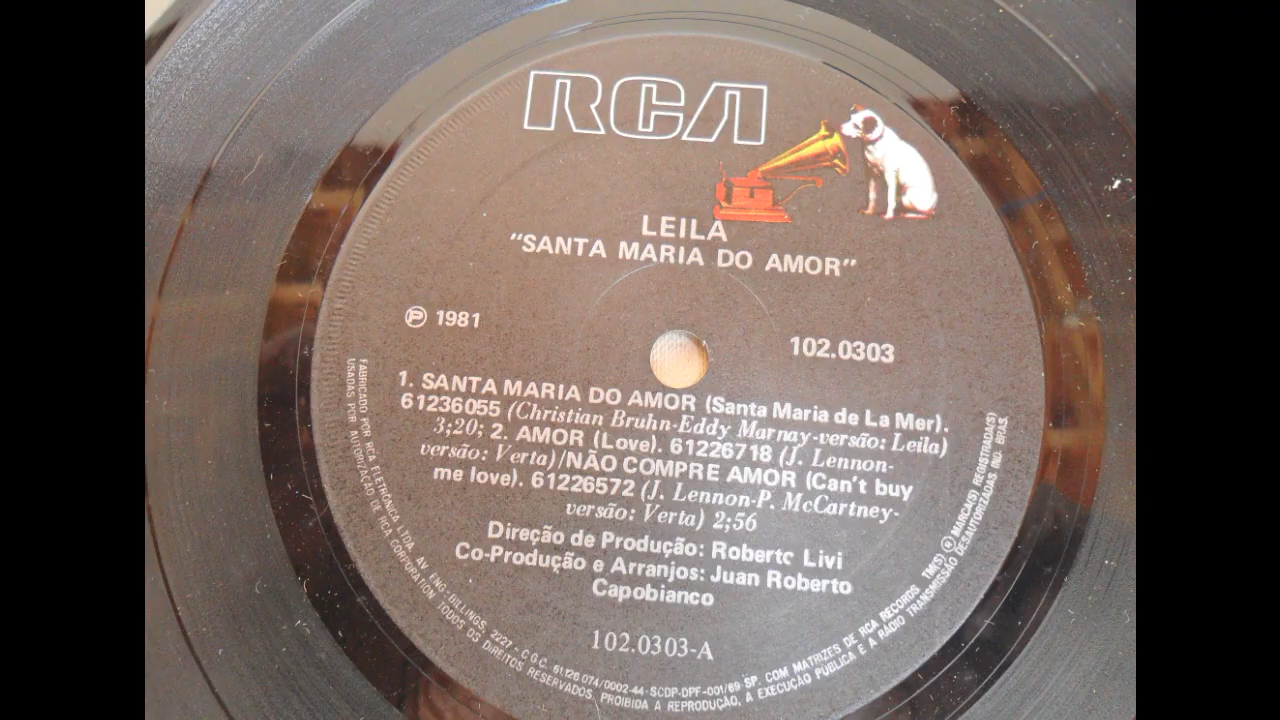 RCA
LEILA
"SANTA MARIA DO AMOR"
℗ 1981
102.0303
1. SANTA MARIA DO AMOR (Santa Maria de La Mer).
61236055 (Christian Bruhn-Eddy Marnay-versão: Leila)
3;20; 2. AMOR (Love). 61226718 (J. Lennon-
versão: Verta)/NÃO COMPRE AMOR (Can't buy
me love). 61226572 (J. Lennon-P. McCartney-
versão: Verta) 2;56
Direção de Produção: Roberto Livi
Co-Produção e Arranjos: Juan Roberto
Capobianco
102.0303-A
FABRICADO POR RCA ELETRÔNICA LTDA. AV. ENG. BILLINGS, 2227 - C.G.C. 61.126.074/0002-44 - SCDP-DPF-001/69 SP. COM MATRIZES DE RCA RECORDS. TM(S) ® MARCA(S) REGISTRADA(S)
USADAS POR AUTORIZAÇÃO DE RCA CORPORATION TODOS OS DIREITOS RESERVADOS. PROIBIDA A REPRODUÇÃO, A EXECUÇÃO PÚBLICA E A RÁDIO TRANSMISSÃO DESAUTORIZADAS IND. BRAS.